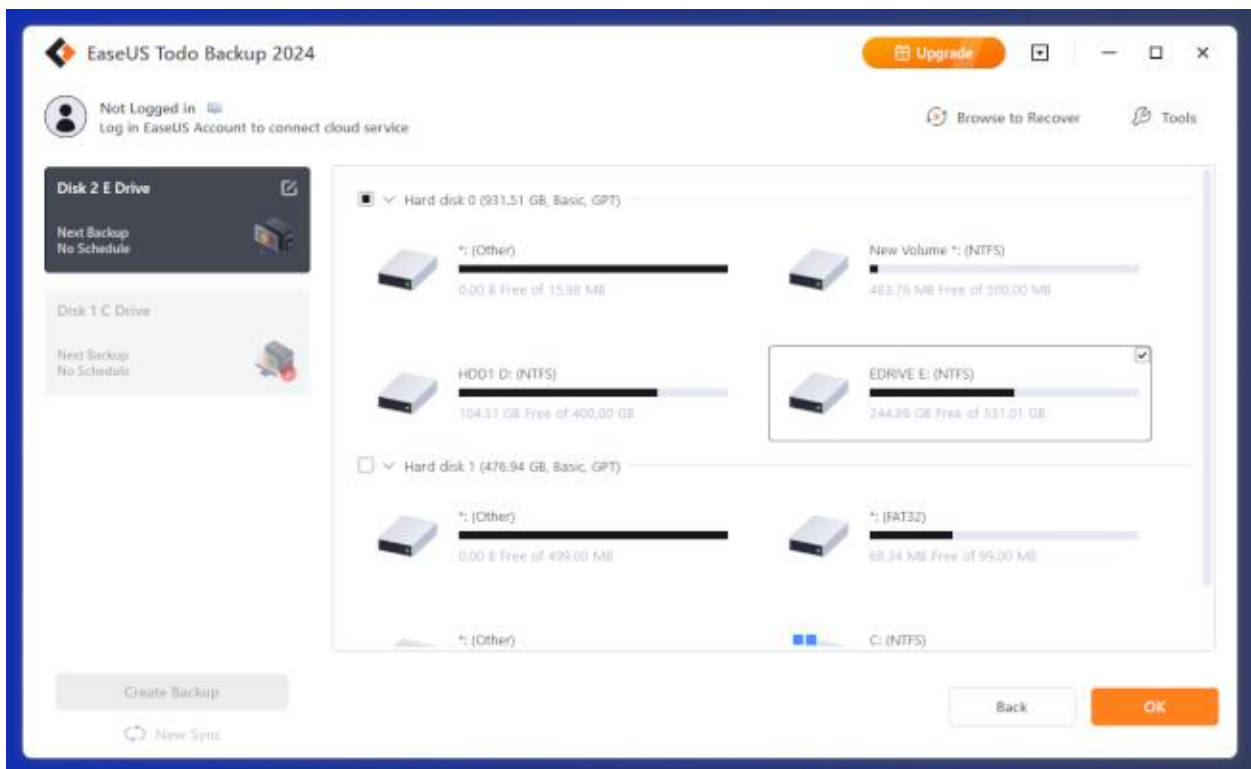 EaseUS Todo Backup 2024
Upgrade
Not Logged in
Log in EaseUS Account to connect cloud service
Browse to Recover
Tools
Disk 2 E Drive
Next Backup
No Schedule
Disk 1 C Drive
Next Backup
No Schedule
Hard disk 0 (931.51 GB, Basic, GPT)
*: (Other)
0.00 B Free of 15.98 MB
New Volume *: (NTFS)
483.76 MB Free of 500.00 MB
HDD1 D: (NTFS)
104.51 GB Free of 400.00 GB
EDRIVE E: (NTFS)
244.89 GB Free of 531.01 GB
Hard disk 1 (476.94 GB, Basic, GPT)
*: (Other)
0.00 B Free of 499.00 MB
*: (FAT32)
68.34 MB Free of 99.00 MB
*: (Other)
C: (NTFS)
Create Backup
New Sync
Back
OK